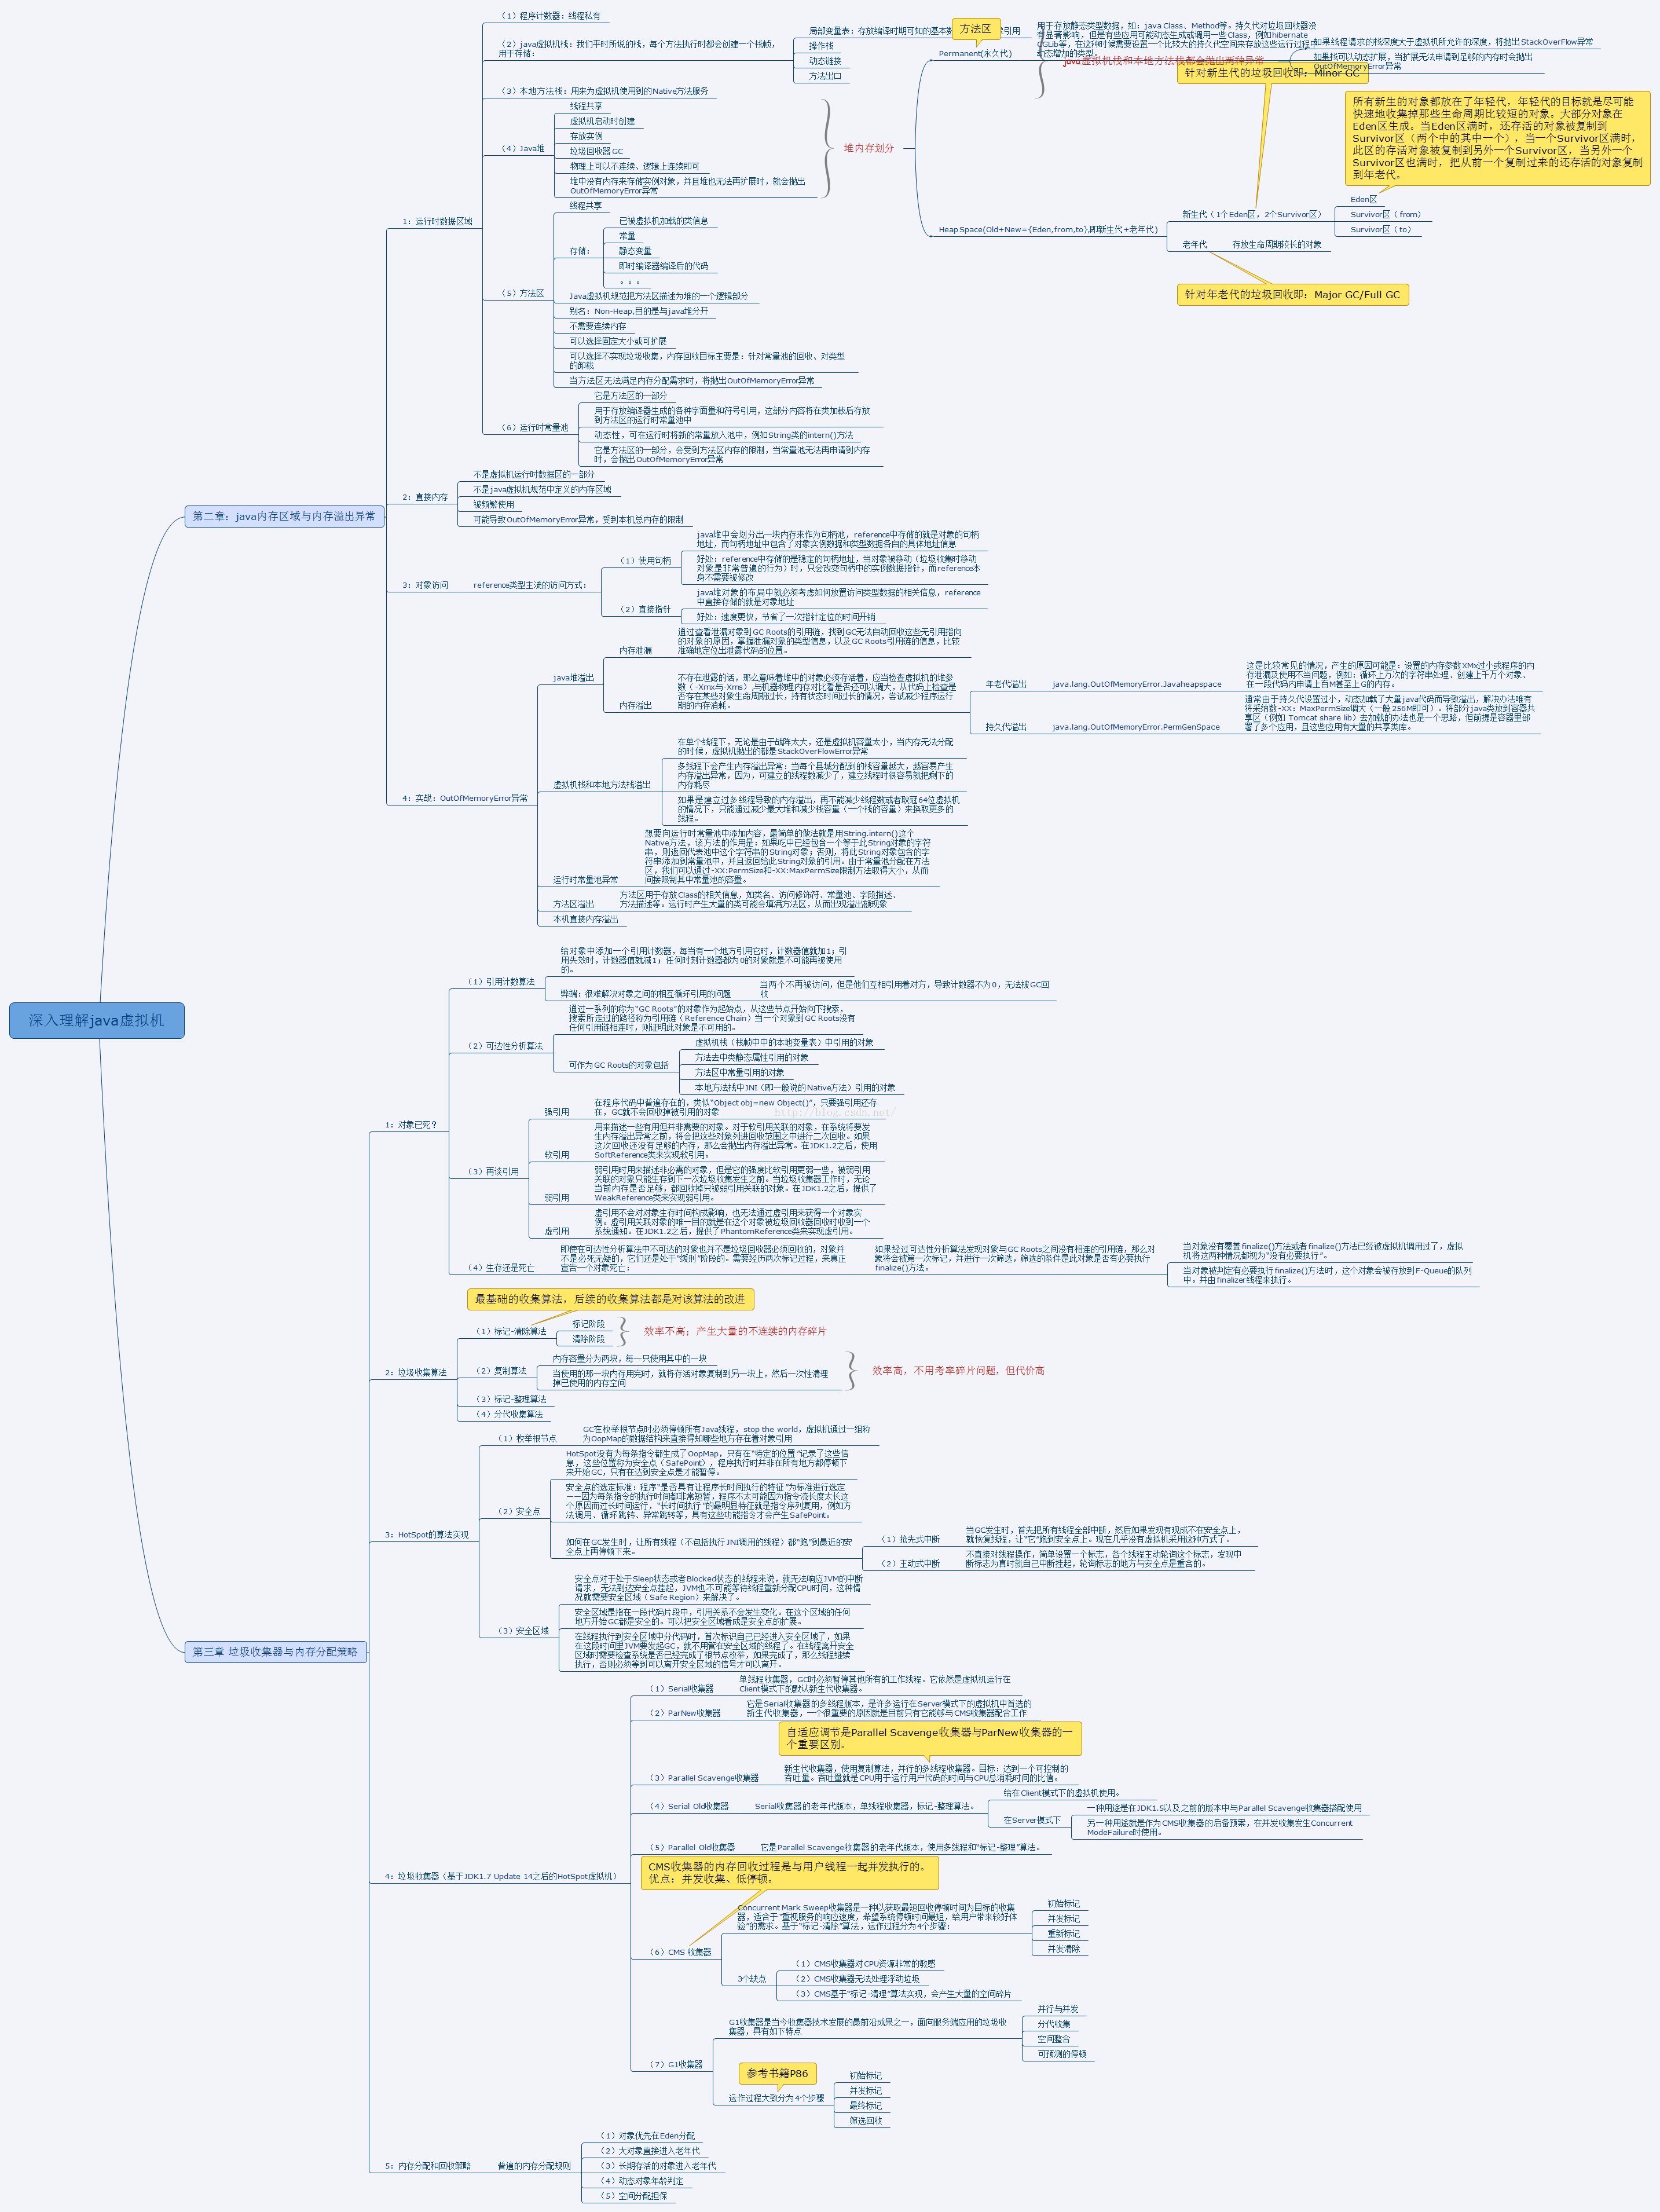 深入理解java虚拟机
第二章：java内存区域与内存溢出异常
1：运行时数据区域
（1）程序计数器：线程私有
（2）java虚拟机栈：我们平时所说的栈，每个方法执行时都会创建一个栈帧，
用于存储：
局部变量表：存放编译时期可知的基本数
引用
操作栈
动态链接
方法出口
（3）本地方法栈：用来为虚拟机使用到的Native方法服务
java虚拟机栈和本地方法栈都会抛出两种异常
如果线程请求的栈深度大于虚拟机所允许的深度，将抛出StackOverFlow异常
如果栈可以动态扩展，当扩展无法申请到足够的内存时会抛出
OutOfMemoryError异常
（4）Java堆
线程共享
虚拟机启动时创建
存放实例
垃圾回收器GC
物理上可以不连续、逻辑上连续即可
堆中没有内存来存储实例对象，并且堆也无法再扩展时，就会抛出
OutOfMemoryError异常
堆内存划分
方法区
Permanent(永久代)
用于存放静态类型数据，如：java Class、Method等。持久代对垃圾回收器没
有显著影响，但是有些应用可能动态生成或调用一些Class，例如hibernate
CGLib等，在这种时候需要设置一个比较大的持久代空间来存放这些运行过程中
动态增加的类型。
针对新生代的垃圾回收即：Minor GC
所有新生的对象都放在了年轻代，年轻代的目标就是尽可能
快速地收集掉那些生命周期比较短的对象。大部分对象在
Eden区生成。当Eden区满时，还存活的对象被复制到
Survivor区（两个中的其中一个），当一个Survivor区满时，
此区的存活对象被复制到另外一个Survivor区，当另外一个
Survivor区也满时，把从前一个复制过来的还存活的对象复制
到年老代。
Heap Space(Old+New={Eden,from,to},即新生代+老年代)
新生代（1个Eden区，2个Survivor区）
Eden区
Survivor区（from）
Survivor区（to）
老年代
存放生命周期较长的对象
针对年老代的垃圾回收即：Major GC/Full GC
（5）方法区
线程共享
存储：
已被虚拟机加载的类信息
常量
静态变量
即时编译器编译后的代码
。。。
Java虚拟机规范把方法区描述为堆的一个逻辑部分
别名：Non-Heap,目的是与java堆分开
不需要连续内存
可以选择固定大小或可扩展
可以选择不实现垃圾收集，内存回收目标主要是：针对常量池的回收、对类型
的卸载
当方法区无法满足内存分配需求时，将抛出OutOfMemoryError异常
（6）运行时常量池
它是方法区的一部分
用于存放编译器生成的各种字面量和符号引用，这部分内容将在类加载后存放
到方法区的运行时常量池中
动态性，可在运行时将新的常量放入池中，例如String类的intern()方法
它是方法区的一部分，会受到方法区内存的限制，当常量池无法再申请到内存
时，会抛出OutOfMemoryError异常
2：直接内存
不是虚拟机运行时数据区的一部分
不是java虚拟机规范中定义的内存区域
被频繁使用
可能导致OutOfMemoryError异常，受到本机总内存的限制
3：对象访问
reference类型主流的访问方式：
（1）使用句柄
java堆中会划分出一块内存来作为句柄池，reference中存储的就是对象的句柄
地址，而句柄地址中包含了对象实例数据和类型数据各自的具体地址信息
好处：reference中存储的是稳定的句柄地址，当对象被移动（垃圾收集时移动
对象是非常普遍的行为）时，只会改变句柄中的实例数据指针，而reference本
身不需要被修改
（2）直接指针
java堆对象的布局中就必须考虑如何放置访问类型数据的相关信息，reference
中直接存储的就是对象地址
好处：速度更快，节省了一次指针定位的时间开销
4：实战：OutOfMemoryError异常
java堆溢出
内存泄漏
通过查看泄漏对象到GC Roots的引用链，找到GC无法自动回收这些无引用指向
的对象的原因，掌握泄漏对象的类型信息，以及GC Roots引用链的信息，比较
准确地定位出泄露代码的位置。
内存溢出
不存在泄露的话，那么意味着堆中的对象必须存活着，应当检查虚拟机的堆参
数（-Xmx与-Xms）,与机器物理内存对比看是否还可以调大，从代码上检查是
否存在某些对象生命周期过长，持有状态时间过长的情况，尝试减少程序运行
期的内存消耗。
年老代溢出
java.lang.OutOfMemoryError.Javaheapspace
这是比较常见的情况，产生的原因可能是：设置的内存参数XMx过小或程序的内
存泄漏及使用不当问题，例如：循环上万次的字符串处理、创建上千万个对象、
在一段代码内申请上百M甚至上G的内存。
持久代溢出
java.lang.OutOfMemoryError.PermGenSpace
通常由于持久代设置过小，动态加载了大量java代码而导致溢出，解决办法唯有
将采纳数-XX：MaxPermSize调大（一般 256M即可）。将部分java类放到容器共
享区（例如 Tomcat share lib）去加载的办法也是一个思路，但前提是容器里部
署了多个应用，且这些应用有大量的共享类库。
虚拟机栈和本地方法栈溢出
在单个线程下，无论是由于战阵太大，还是虚拟机容量太小，当内存无法分配
的时候，虚拟机抛出的都是StackOverFlowError异常
多线程下会产生内存溢出异常：当每个县城分配到的栈容量越大，越容易产生
内存溢出异常，因为，可建立的线程数减少了，建立线程时很容易就把剩下的
内存耗尽
如果是建立过多线程导致的内存溢出，再不能减少线程数或者耿冠64位虚拟机
的情况下，只能通过减少最大堆和减少栈容量（一个栈的容量）来换取更多的
线程。
运行时常量池异常
想要向运行时常量池中添加内容，最简单的做法就是用String.intern()这个
Native方法，该方法的作用是：如果吃中已经包含一个等于此String对象的字符
串，则返回代表池中这个字符串的String对象；否则，将此String对象包含的字
符串添加到常量池中，并且返回给此String对象的引用。由于常量池分配在方法
区，我们可以通过-XX:PermSize和-XX:MaxPermSize限制方法取得大小，从而
间接限制其中常量池的容量。
方法区溢出
方法区用于存放Class的相关信息，如类名、访问修饰符、常量池、字段描述、
方法描述等。运行时产生大量的类可能会填满方法区，从而出现溢出额现象
本机直接内存溢出
第三章 垃圾收集器与内存分配策略
1：对象已死？
（1）引用计数算法
给对象中添加一个引用计数器，每当有一个地方引用它时，计数器值就加1；引
用失效时，计数器值就减1；任何时刻计数器都为0的对象就是不可能再被使用
的。
弊端：很难解决对象之间的相互循环引用的问题
当两个不再被访问，但是他们互相引用着对方，导致计数器不为0，无法被GC回
收
（2）可达性分析算法
通过一系列的称为“GC Roots”的对象作为起始点，从这些节点开始向下搜索，
搜索所走过的路径称为引用链（Reference Chain）当一个对象到GC Roots没有
任何引用链相连时，则证明此对象是不可用的。
可作为GC Roots的对象包括
虚拟机栈（栈帧中中的本地变量表）中引用的对象
方法去中类静态属性引用的对象
方法区中常量引用的对象
本地方法栈中JNI（即一般说的Native方法）引用的对象
http://blog.csdn.net/
（3）再谈引用
强引用
在程序代码中普遍存在的，类似“Object obj=new Object()”，只要强引用还存
在，GC就不会回收掉被引用的对象
软引用
用来描述一些有用但并非需要的对象。对于软引用关联的对象，在系统将要发
生内存溢出异常之前，将会把这些对象列进回收范围之中进行二次回收。如果
这次回收还没有足够的内存，那么会抛出内存溢出异常。在JDK1.2之后，使用
SoftReference类来实现软引用。
弱引用
弱引用时用来描述非必需的对象，但是它的强度比软引用更弱一些，被弱引用
关联的对象只能生存到下一次垃圾收集发生之前。当垃圾收集器工作时，无论
当前内存是否足够，都回收掉只被弱引用关联的对象。在JDK1.2之后，提供了
WeakReference类来实现弱引用。
虚引用
虚引用不会对对象生存时间构成影响，也无法通过虚引用来获得一个对象实
例。虚引用关联对象的唯一目的就是在这个对象被垃圾回收器回收时收到一个
系统通知。在JDK1.2之后，提供了PhantomReference类来实现虚引用。
（4）生存还是死亡
即使在可达性分析算法中不可达的对象也并不是垃圾回收器必须回收的，对象并
不是必死无疑的，它们还是处于“缓刑”阶段的。需要经历两次标记过程，来真正
宣告一个对象死亡：
如果经过可达性分析算法发现对象与GC Roots之间没有相连的引用链，那么对
象将会被第一次标记，并进行一次筛选，筛选的条件是此对象是否有必要执行
finalize()方法。
当对象没有覆盖finalize()方法或者finalize()方法已经被虚拟机调用过了，虚拟
机将这两种情况都视为“没有必要执行”。
当对象被判定有必要执行finalize()方法时，这个对象会被存放到F-Queue的队列
中。并由finalizer线程来执行。
2：垃圾收集算法
最基础的收集算法，后续的收集算法都是对该算法的改进
（1）标记-清除算法
标记阶段
清除阶段
效率不高；产生大量的不连续的内存碎片
（2）复制算法
内存容量分为两块，每一只使用其中的一块
当使用的那一块内存用完时，就将存活对象复制到另一块上，然后一次性清理
掉已使用的内存空间
效率高，不用考率碎片问题，但代价高
（3）标记-整理算法
（4）分代收集算法
3：HotSpot的算法实现
（1）枚举根节点
GC在枚举根节点时必须停顿所有Java线程，stop the world，虚拟机通过一组称
为OopMap的数据结构来直接得知哪些地方存在着对象引用
（2）安全点
HotSpot没有为每条指令都生成了OopMap，只有在“特定的位置”记录了这些信
息，这些位置称为安全点（SafePoint），程序执行时并非在所有地方都停顿下
来开始GC，只有在达到安全点是才能暂停。
安全点的选定标准：程序“是否具有让程序长时间执行的特征”为标准进行选定
——因为每条指令的执行时间都非常短暂，程序不太可能因为指令流长度太长这
个原因而过长时间运行，“长时间执行”的最明显特征就是指令序列复用，例如方
法调用、循环跳转、异常跳转等，具有这些功能指令才会产生SafePoint。
如何在GC发生时，让所有线程（不包括执行JNI调用的线程）都“跑”到最近的安
全点上再停顿下来。
（1）抢先式中断
当GC发生时，首先把所有线程全部中断，然后如果发现有现成不在安全点上，
就恢复线程，让“它”跑到安全点上。现在几乎没有虚拟机采用这种方式了。
（2）主动式中断
不直接对线程操作，简单设置一个标志，各个线程主动轮询这个标志，发现中
断标志为真时就自己中断挂起，轮询标志的地方与安全点是重合的。
（3）安全区域
安全点对于处于Sleep状态或者Blocked状态的线程来说，就无法响应JVM的中断
请求，无法到达安全点挂起，JVM也不可能等待线程重新分配CPU时间，这种情
况就需要安全区域（Safe Region）来解决了。
安全区域是指在一段代码片段中，引用关系不会发生变化。在这个区域的任何
地方开始GC都是安全的。可以把安全区域看成是安全点的扩展。
在线程执行到安全区域中分代码时，首次标识自己已经进入安全区域了，如果
在这段时间里JVM要发起GC，就不用管在安全区域的线程了。在线程离开安全
区域时需要检查系统是否已经完成了根节点枚举，如果完成了，那么线程继续
执行，否则必须等到可以离开安全区域的信号才可以离开。
4：垃圾收集器（基于JDK1.7 Update 14之后的HotSpot虚拟机）
（1）Serial收集器
单线程收集器，GC时必须暂停其他所有的工作线程。它依然是虚拟机运行在
Client模式下的默认新生代收集器。
（2）ParNew收集器
它是Serial收集器的多线程版本，是许多运行在Server模式下的虚拟机中首选的
新生代收集器，一个很重要的原因就是目前只有它能够与CMS收集器配合工作
自适应调节是Parallel Scavenge收集器与ParNew收集器的一
个重要区别。
（3）Parallel Scavenge收集器
新生代收集器，使用复制算法，并行的多线程收集器。目标：达到一个可控制的
吞吐量。吞吐量就是CPU用于运行用户代码的时间与CPU总消耗时间的比值。
（4）Serial Old收集器
Serial收集器的老年代版本，单线程收集器，标记-整理算法。
给在Client模式下的虚拟机使用。
在Server模式下
一种用途是在JDK1.5以及之前的版本中与Parallel Scavenge收集器搭配使用
另一种用途就是作为CMS收集器的后备预案，在并发收集发生Concurrent
ModeFailure时使用。
（5）Parallel Old收集器
它是Parallel Scavenge收集器的老年代版本，使用多线程和“标记-整理”算法。
CMS收集器的内存回收过程是与用户线程一起并发执行的。
优点：并发收集、低停顿。
（6）CMS 收集器
Concurrent Mark Sweep收集器是一种以获取最短回收停顿时间为目标的收集
器，适合于“重视服务的响应速度，希望系统停顿时间最短，给用户带来较好体
验”的需求。基于“标记-清除”算法，运作过程分为4个步骤：
初始标记
并发标记
重新标记
并发清除
3个缺点
（1）CMS收集器对CPU资源非常的敏感
（2）CMS收集器无法处理浮动垃圾
（3）CMS基于“标记-清理”算法实现，会产生大量的空间碎片
（7）G1收集器
G1收集器是当今收集器技术发展的最前沿成果之一，面向服务端应用的垃圾收
集器，具有如下特点
并行与并发
分代收集
空间整合
可预测的停顿
参考书籍P86
运作过程大致分为4个步骤
初始标记
并发标记
最终标记
筛选回收
5：内存分配和回收策略
普遍的内存分配规则
（1）对象优先在Eden分配
（2）大对象直接进入老年代
（3）长期存活的对象进入老年代
（4）动态对象年龄判定
（5）空间分配担保